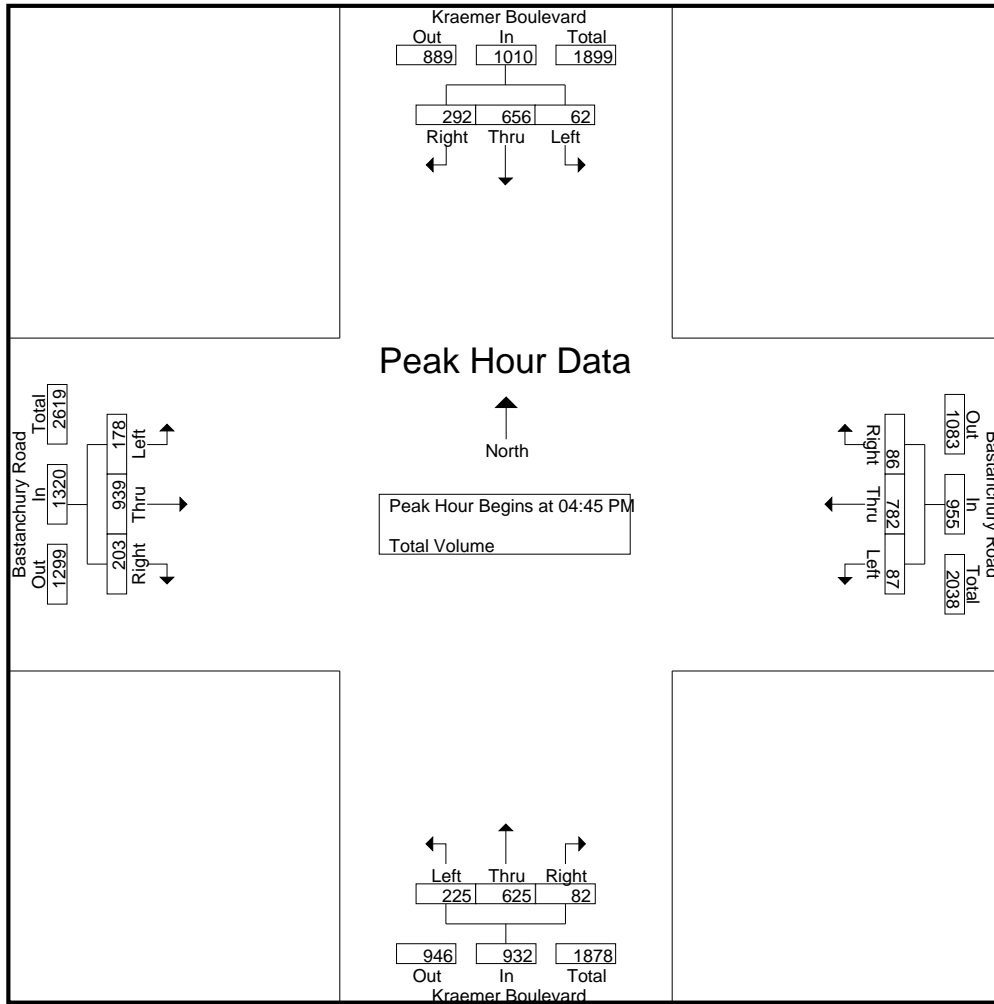 Kraemer Boulevard
Out In Total
889 1010 1899
292 656 62
Right Thru Left
Peak Hour Data
North
Peak Hour Begins at 04:45 PM
Total Volume
Bastanchury Road
Out In Total
1299 1320 2619
203 939 178
Right Thru Left
Bastanchury Road
Out In Total
1083 955 2038
86 782 87
Right Thru Left
Left Thru Right
225 625 82
946 932 1878
Out In Total
Kraemer Boulevard